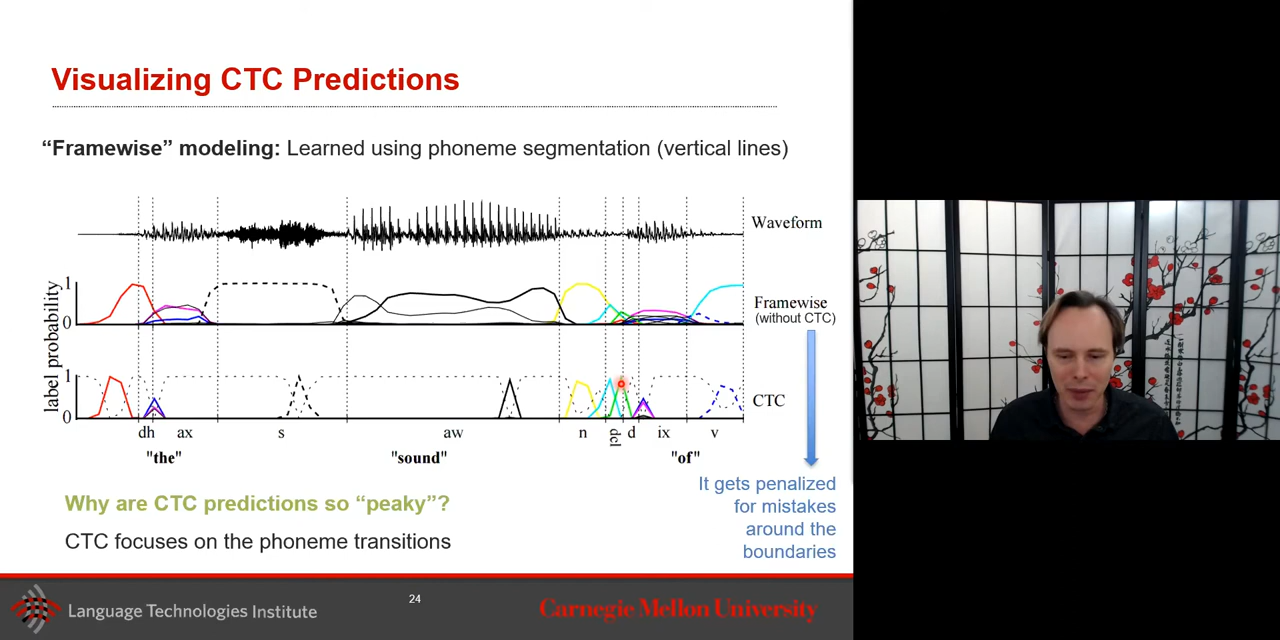 Visualizing CTC Predictions
“Framewise” modeling: Learned using phoneme segmentation (vertical lines)
Waveform
label probability
1
0
Framewise
(without CTC)
label probability
1
0
CTC
dh ax s aw n dcl d ix v
"the" "sound" "of"
It gets penalized
for mistakes
around the
boundaries
Why are CTC predictions so “peaky”?
CTC focuses on the phoneme transitions
Language Technologies Institute
24
Carnegie Mellon University